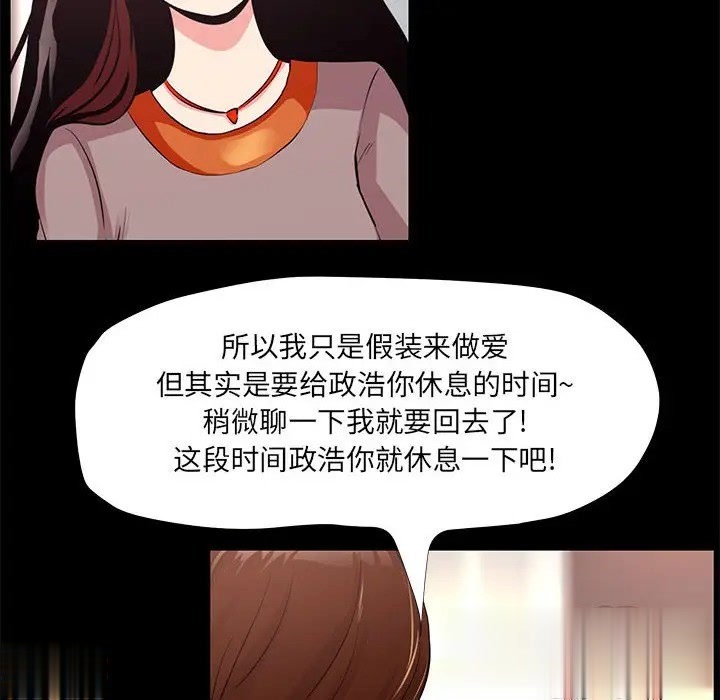 所以我只是假装来做爱
但其实是要给政浩你休息的时间~
稍微聊一下我就要回去了!
这段时间政浩你就休息一下吧!